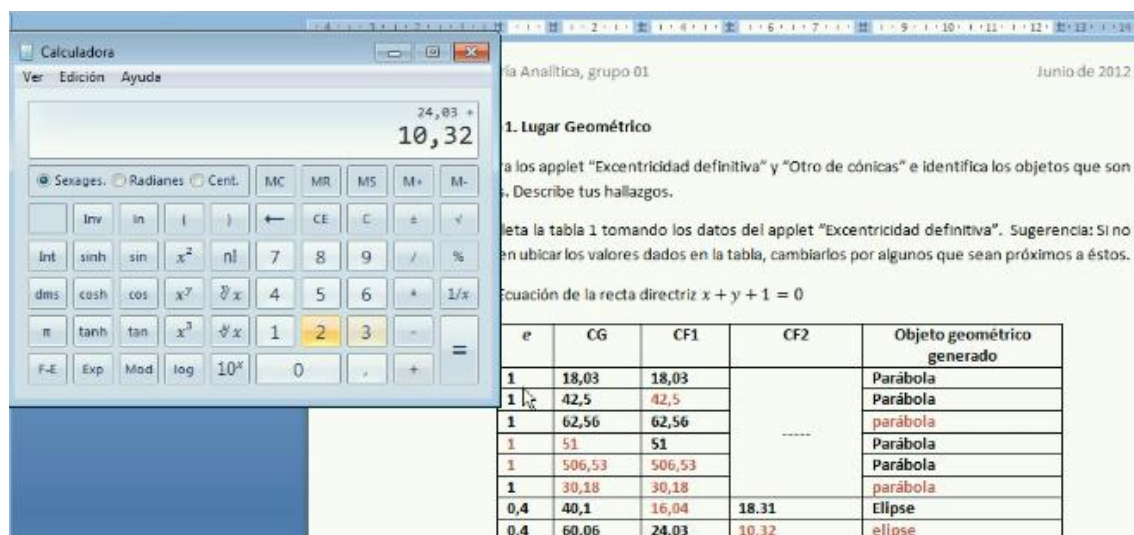 Calculadora
Ver Edición Ayuda
24,03 +
10,32
Sexages. Radianes Cent. MC MR MS M+ M-
Inv ln ( ) ← CE C ± √
Int sinh sin x² n! 7 8 9 / %
dms cosh cos xʸ ʸ√x 4 5 6 * 1/x
π tanh tan x³ ³√x 1 2 3 - =
F-E Exp Mod log 10ˣ 0 , +
ía Analítica, grupo 01 Junio de 2012
1. Lugar Geométrico
ra los applet “Excentricidad definitiva” y “Otro de cónicas” e identifica los objetos que son
s. Describe tus hallazgos.
leta la tabla 1 tomando los datos del applet “Excentricidad definitiva”. Sugerencia: Si no
en ubicar los valores dados en la tabla, cambiarlos por algunos que sean próximos a éstos.
Ecuación de la recta directriz x + y + 1 = 0
e CG CF1 CF2 Objeto geométrico
generado
1 18,03 18,03 Parábola
1 42,5 42,5 Parábola
1 62,56 62,56 parábola
-----
1 51 51 Parábola
1 506,53 506,53 Parábola
1 30,18 30,18 parábola
0,4 40,1 16,04 18.31 Elipse
0,4 60,06 24,03 10,32 elipse